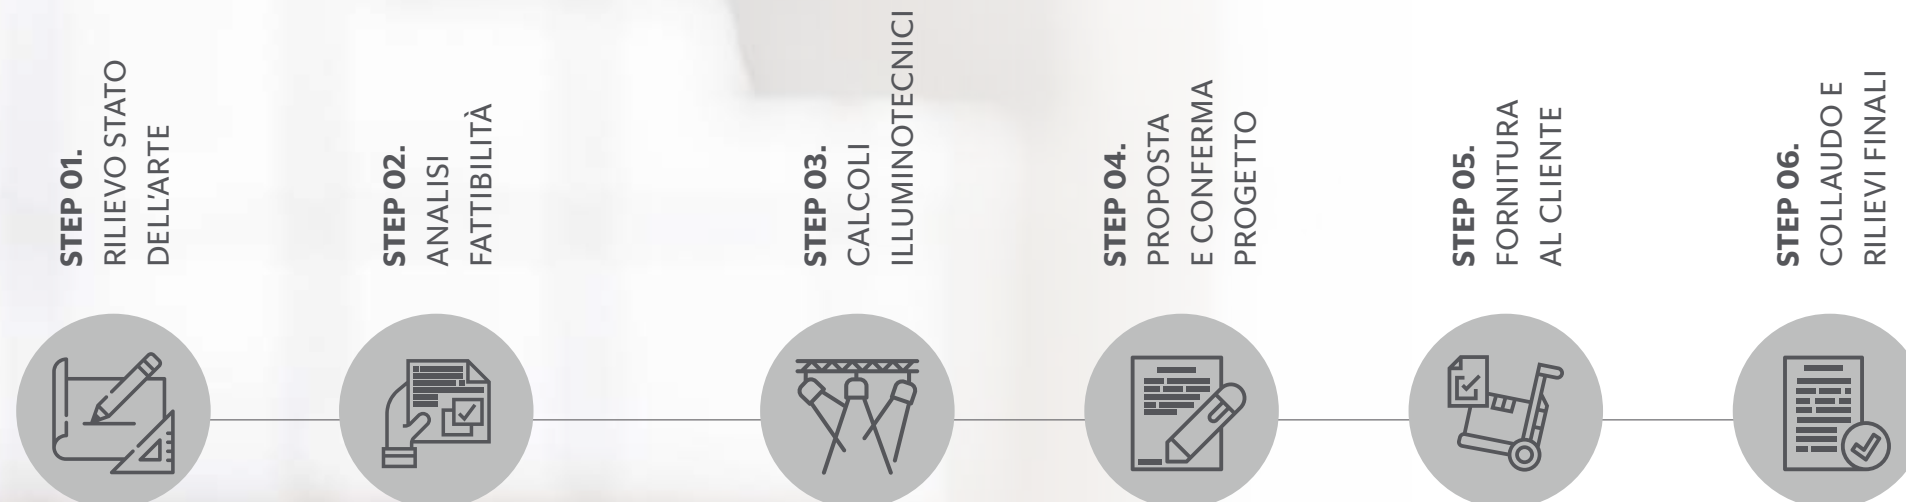 STEP 01.
RILIEVO STATO
DELL'ARTE
STEP 02.
ANALISI
FATTIBILITÀ
STEP 03.
CALCOLI
ILLUMINOTECNICI
STEP 04.
PROPOSTA
E CONFERMA
PROGETTO
STEP 05.
FORNITURA
AL CLIENTE
STEP 06.
COLLAUDO E
RILIEVI FINALI